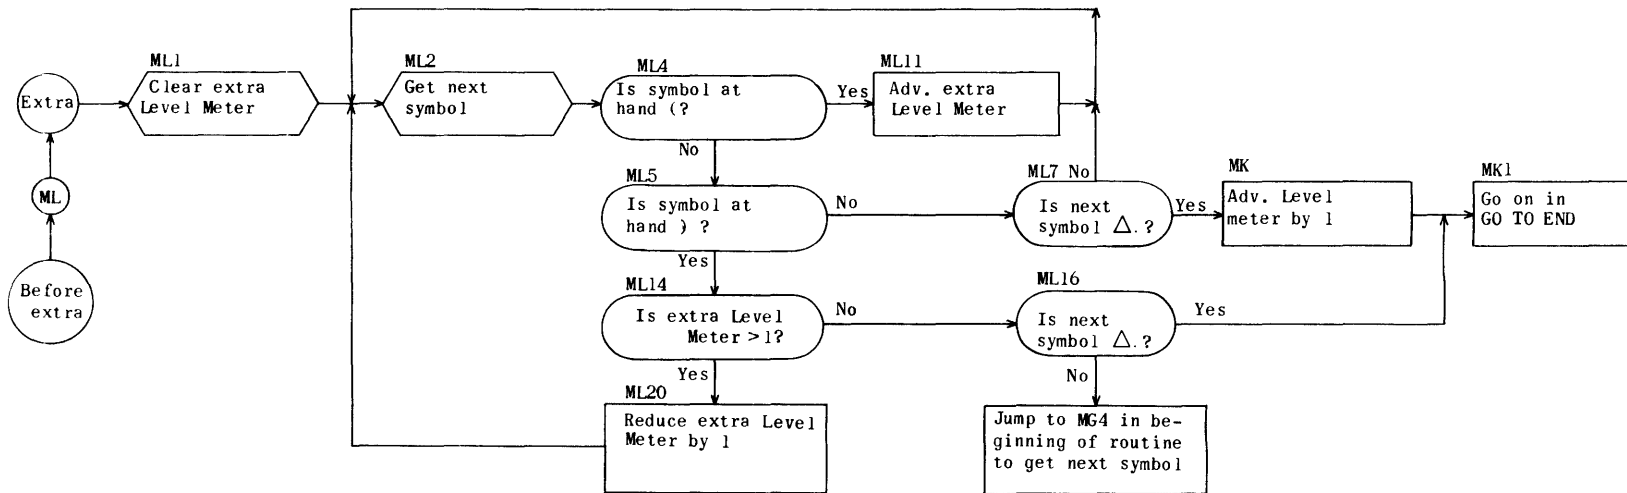 Extra
ML
Before
extra
ML1
Clear extra
Level Meter
ML2
Get next
symbol
ML4
Is symbol at
hand (?
Yes
No
ML11
Adv. extra
Level Meter
ML5
Is symbol at
hand ) ?
No
Yes
ML7 No
Is next
symbol △.?
Yes
MK
Adv. Level
meter by 1
MK1
Go on in
GO TO END
ML14
Is extra Level
Meter >1?
No
Yes
ML16
Is next
symbol △.?
Yes
No
ML20
Reduce extra Level
Meter by 1
Jump to MG4 in be-
ginning of routine
to get next symbol